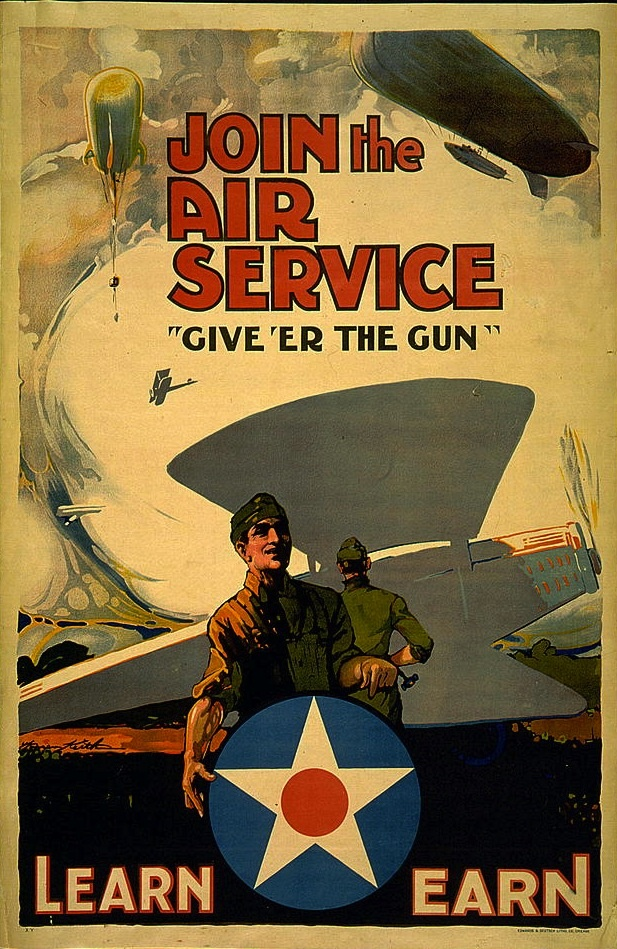 JOIN the
AIR
SERVICE
"GIVE 'ER THE GUN"
LEARN EARN